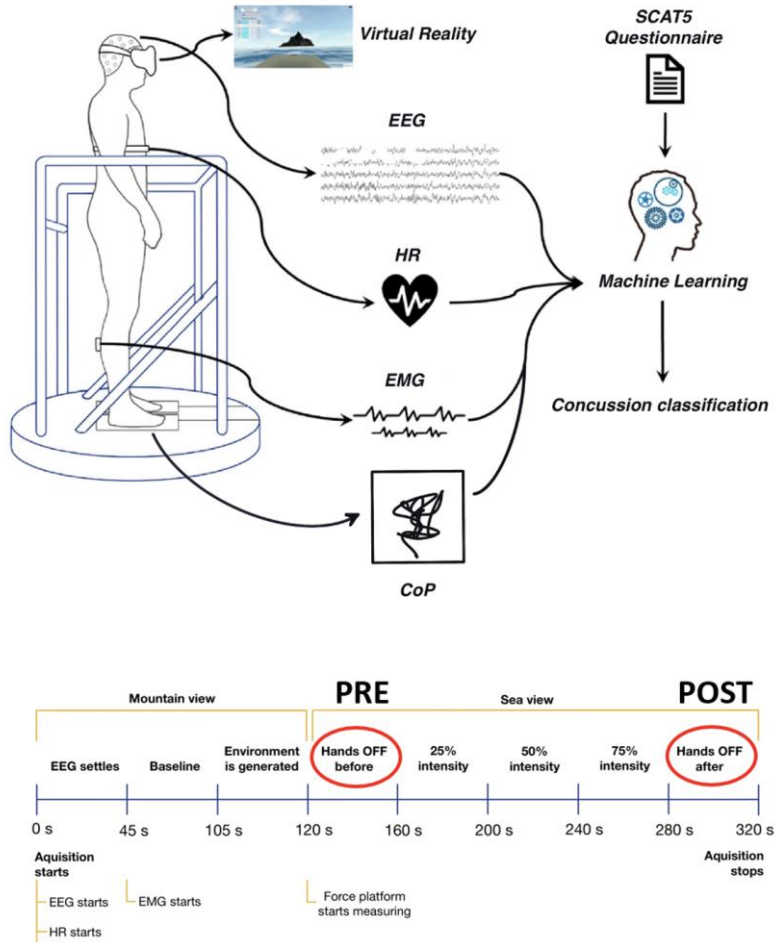 Virtual Reality
SCAT5
Questionnaire
EEG
HR
Machine Learning
EMG
Concussion classification
CoP
Mountain view
PRE
Sea view
POST
EEG settles
Baseline
Environment
is generated
Hands OFF
before
25%
intensity
50%
intensity
75%
intensity
Hands OFF
after
0 s
45 s
105 s
120 s
160 s
200 s
240 s
280 s
320 s
Aquisition
starts
Aquisition
stops
EEG starts
HR starts
EMG starts
Force platform
starts measuring